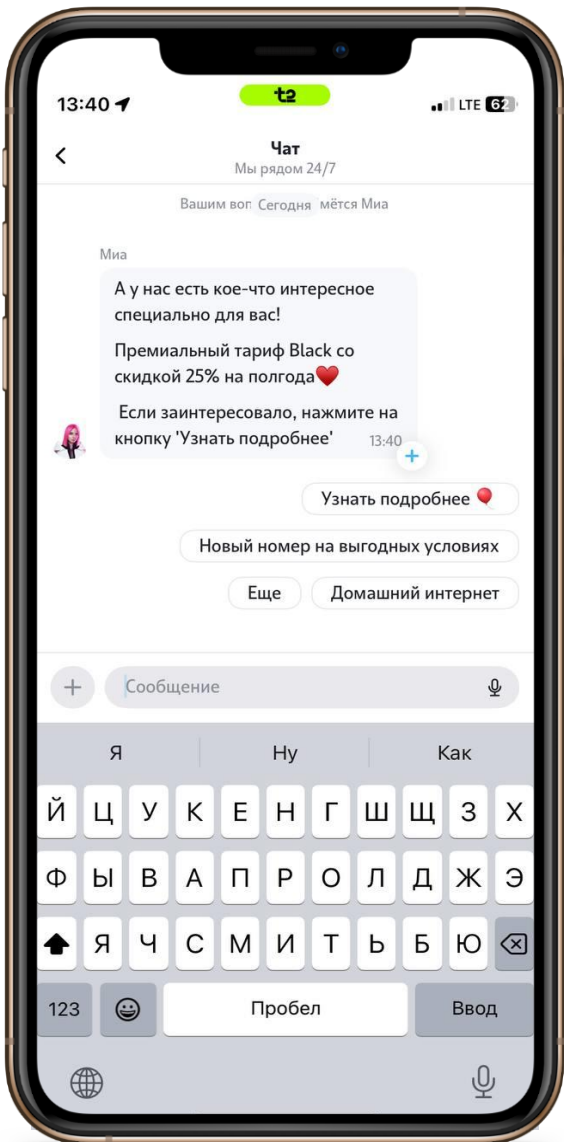 13:40
t2
LTE 62
Чат
Мы рядом 24/7
Вашим воп Сегодня мётся Миа
Миа
А у нас есть кое-что интересное
специально для вас!
Премиальный тариф Black со
скидкой 25% на полгода❤️
Если заинтересовало, нажмите на
кнопку 'Узнать подробнее' 13:40
+
Узнать подробнее 🎈
Новый номер на выгодных условиях
Еще Домашний интернет
+ Сообщение
Я Ну Как
Й Ц У К Е Н Г Ш Щ З Х
Ф Ы В А П Р О Л Д Ж Э
Я Ч С М И Т Ь Б Ю
123 Пробел Ввод